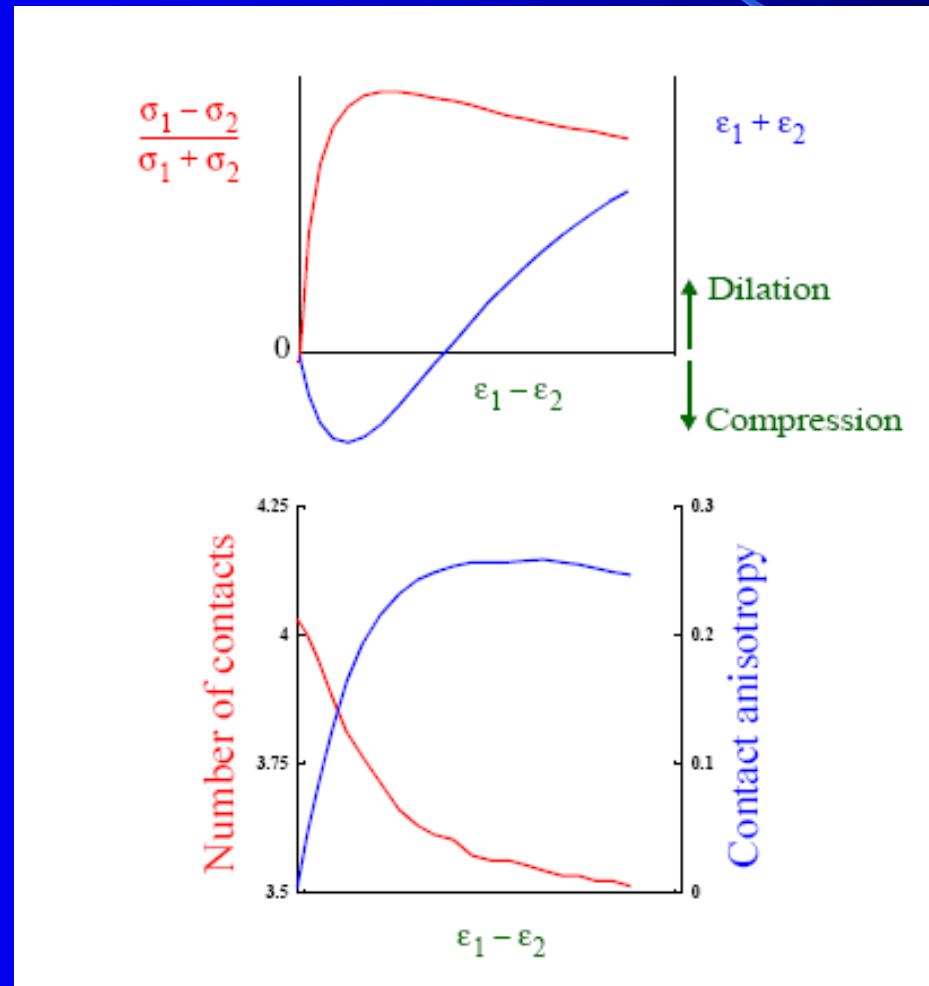 σ₁ − σ₂
σ₁ + σ₂
ε₁ + ε₂
Dilation
0
ε₁ − ε₂
Compression
4.25
4
3.75
3.5
Number of contacts
0.3
0.2
0.1
0
Contact anisotropy
ε₁ − ε₂